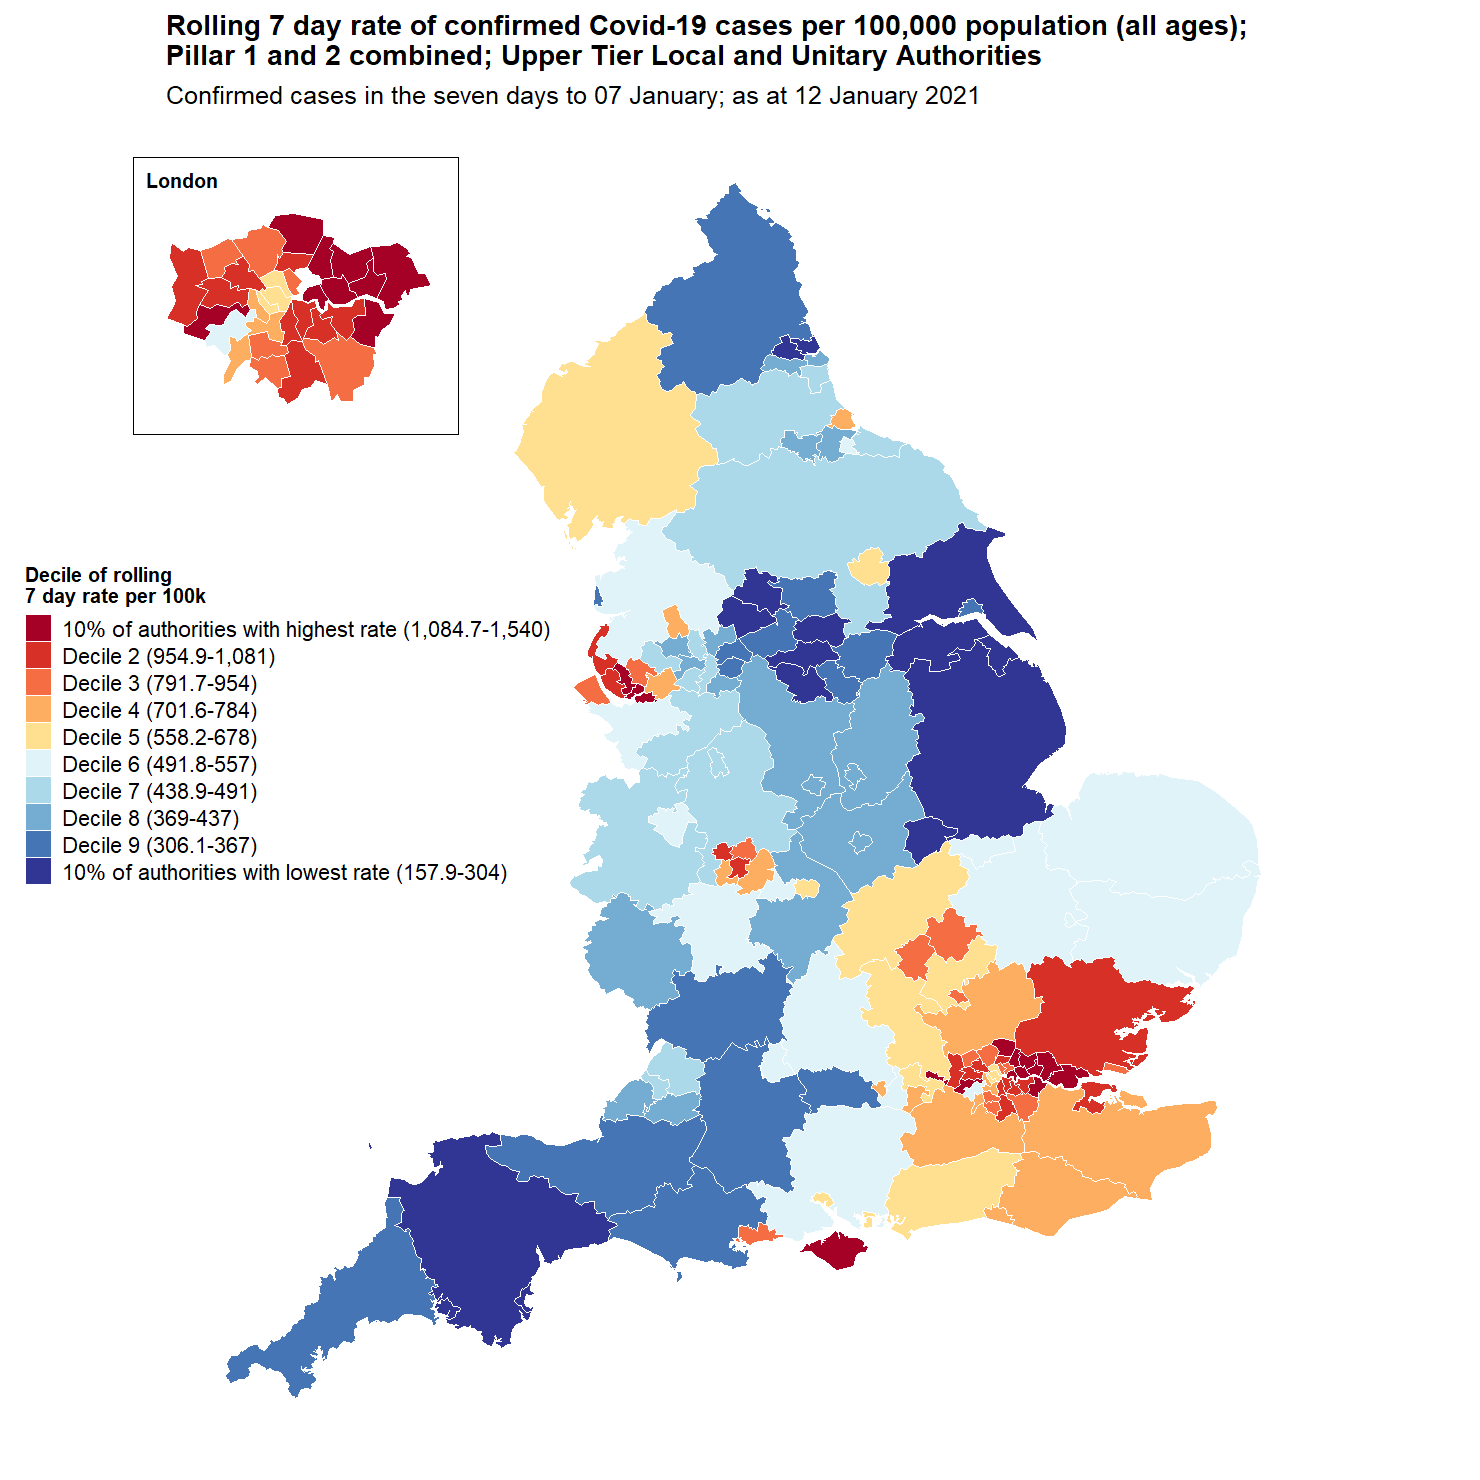 Rolling 7 day rate of confirmed Covid-19 cases per 100,000 population (all ages);
Pillar 1 and 2 combined; Upper Tier Local and Unitary Authorities
Confirmed cases in the seven days to 07 January; as at 12 January 2021
London
Decile of rolling
7 day rate per 100k
10% of authorities with highest rate (1,084.7-1,540)
Decile 2 (954.9-1,081)
Decile 3 (791.7-954)
Decile 4 (701.6-784)
Decile 5 (558.2-678)
Decile 6 (491.8-557)
Decile 7 (438.9-491)
Decile 8 (369-437)
Decile 9 (306.1-367)
10% of authorities with lowest rate (157.9-304)